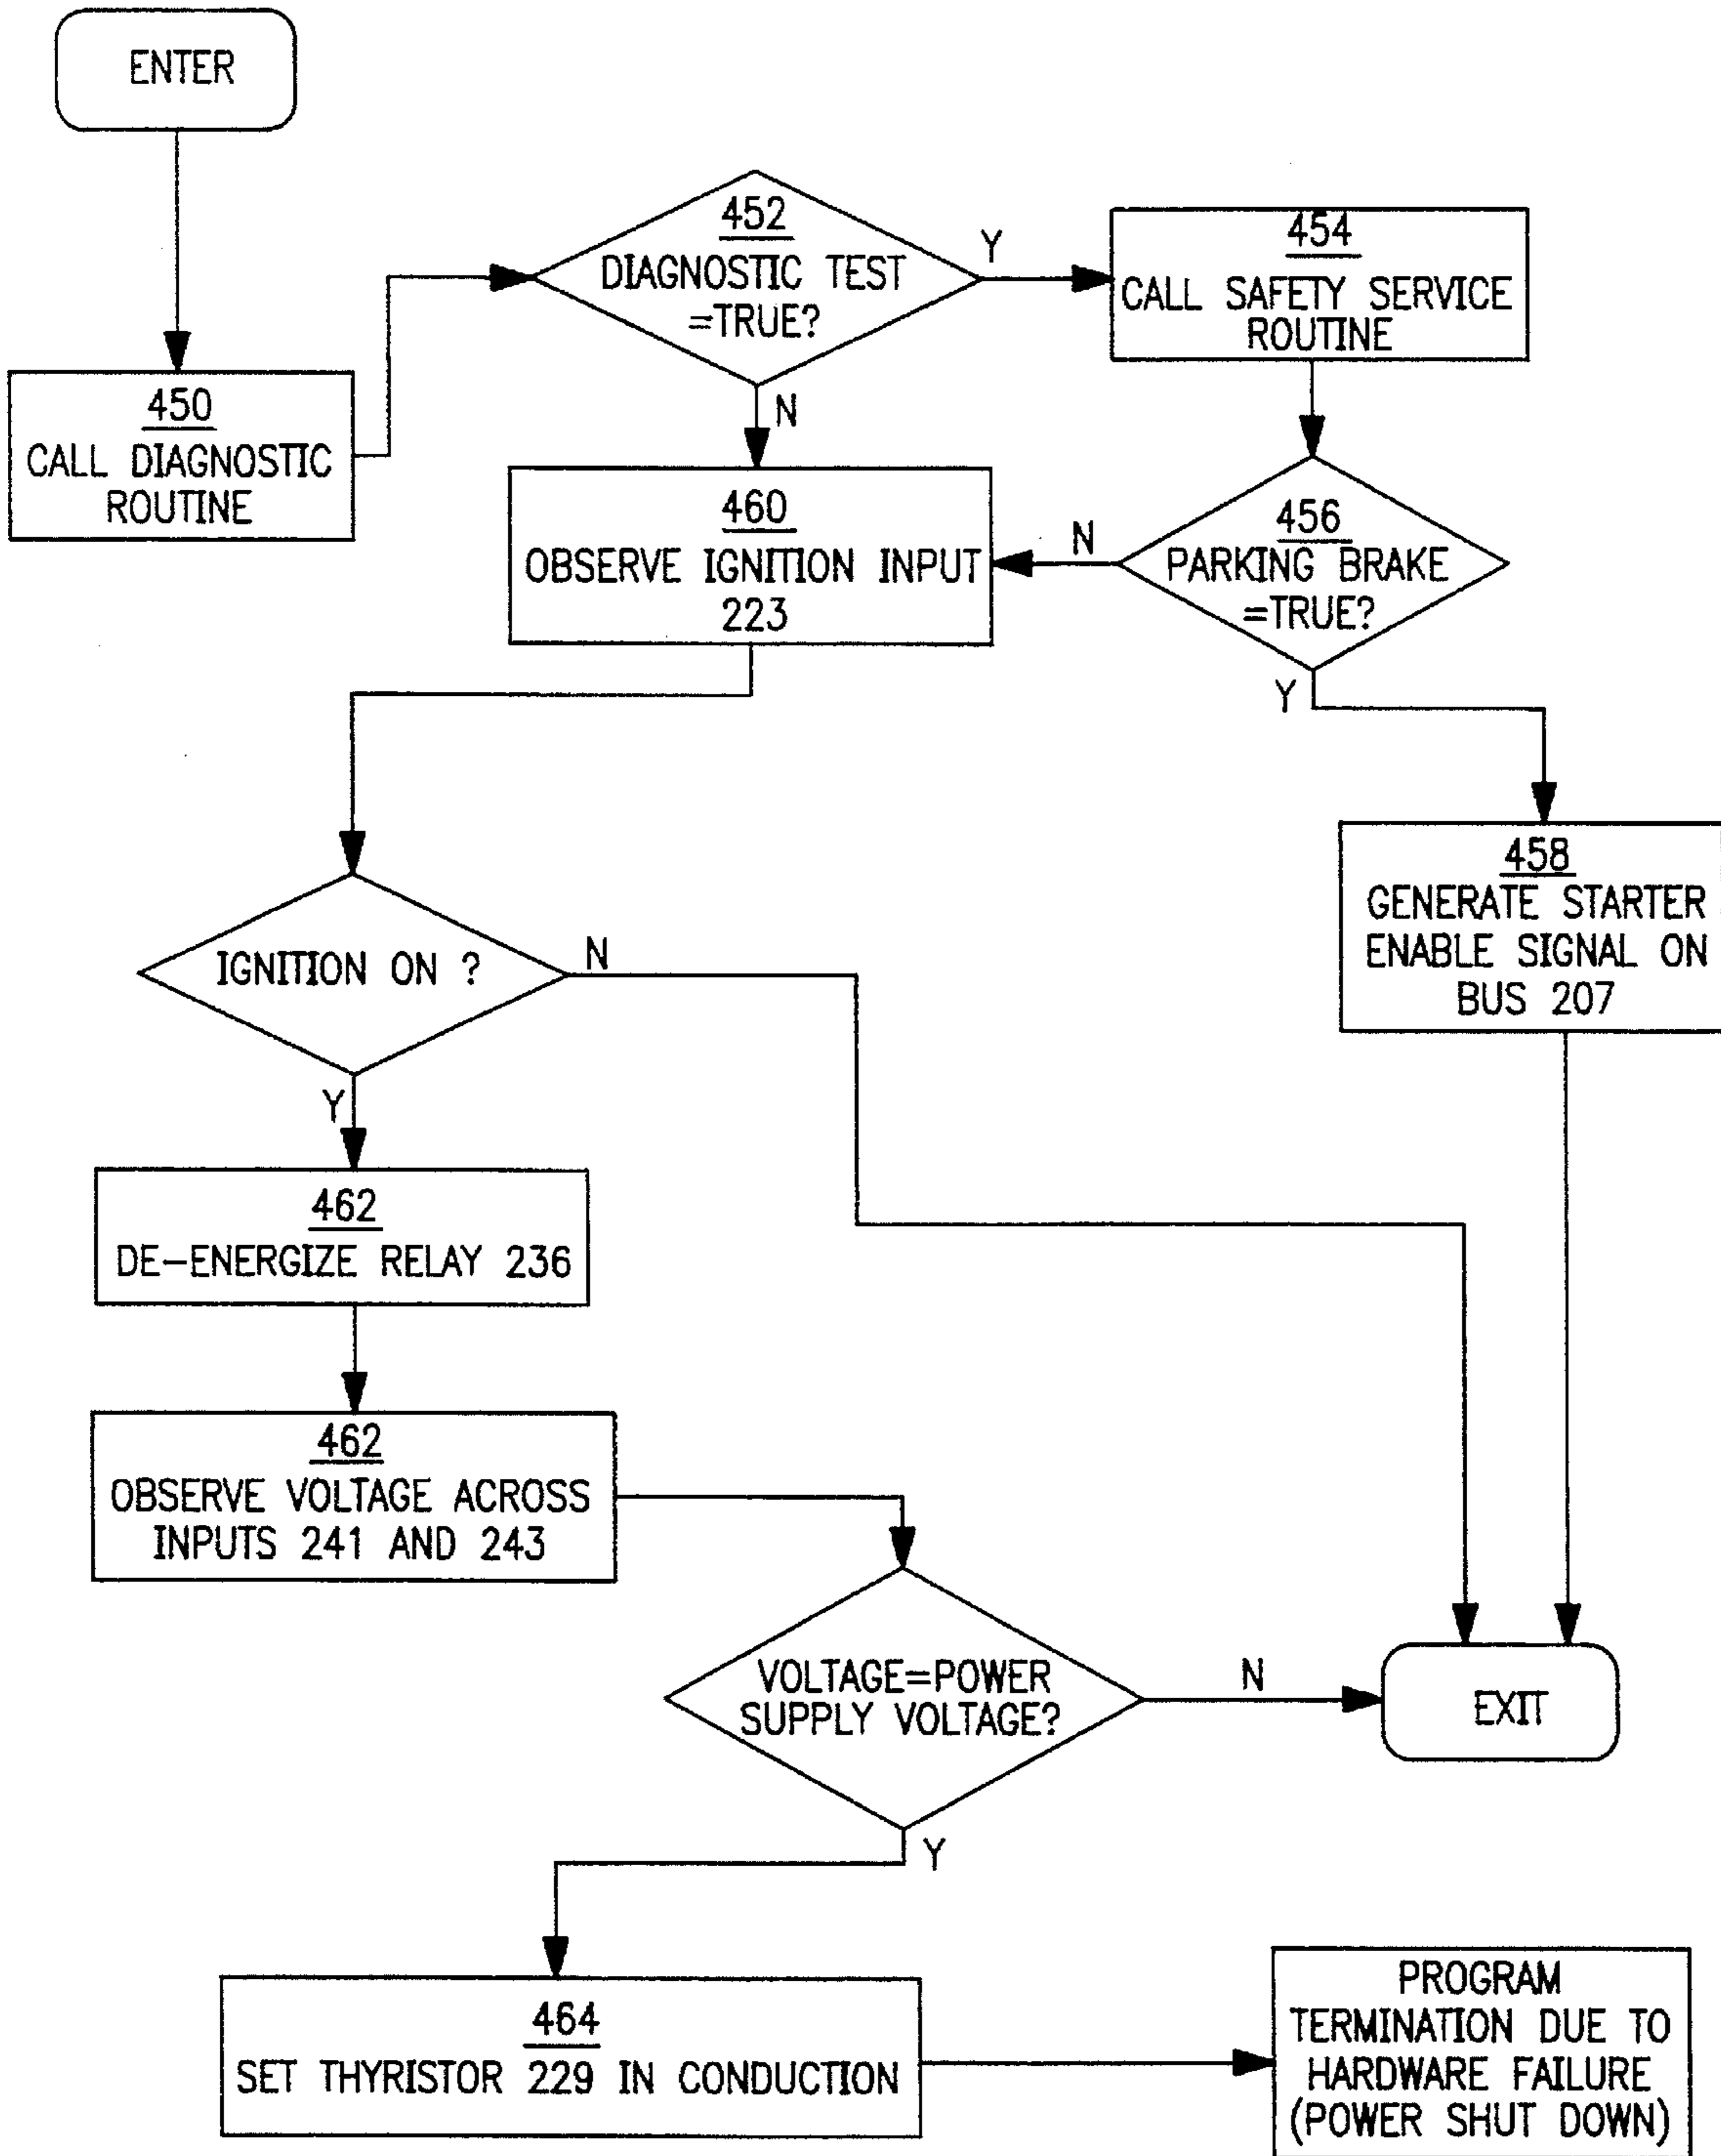 ENTER
450
CALL DIAGNOSTIC
ROUTINE
452
DIAGNOSTIC TEST
=TRUE?
Y
N
454
CALL SAFETY SERVICE
ROUTINE
456
PARKING BRAKE
=TRUE?
N
Y
460
OBSERVE IGNITION INPUT
223
458
GENERATE STARTER
ENABLE SIGNAL ON
BUS 207
IGNITION ON ?
N
Y
462
DE-ENERGIZE RELAY 236
462
OBSERVE VOLTAGE ACROSS
INPUTS 241 AND 243
VOLTAGE=POWER
SUPPLY VOLTAGE?
N
Y
EXIT
464
SET THYRISTOR 229 IN CONDUCTION
PROGRAM
TERMINATION DUE TO
HARDWARE FAILURE
(POWER SHUT DOWN)